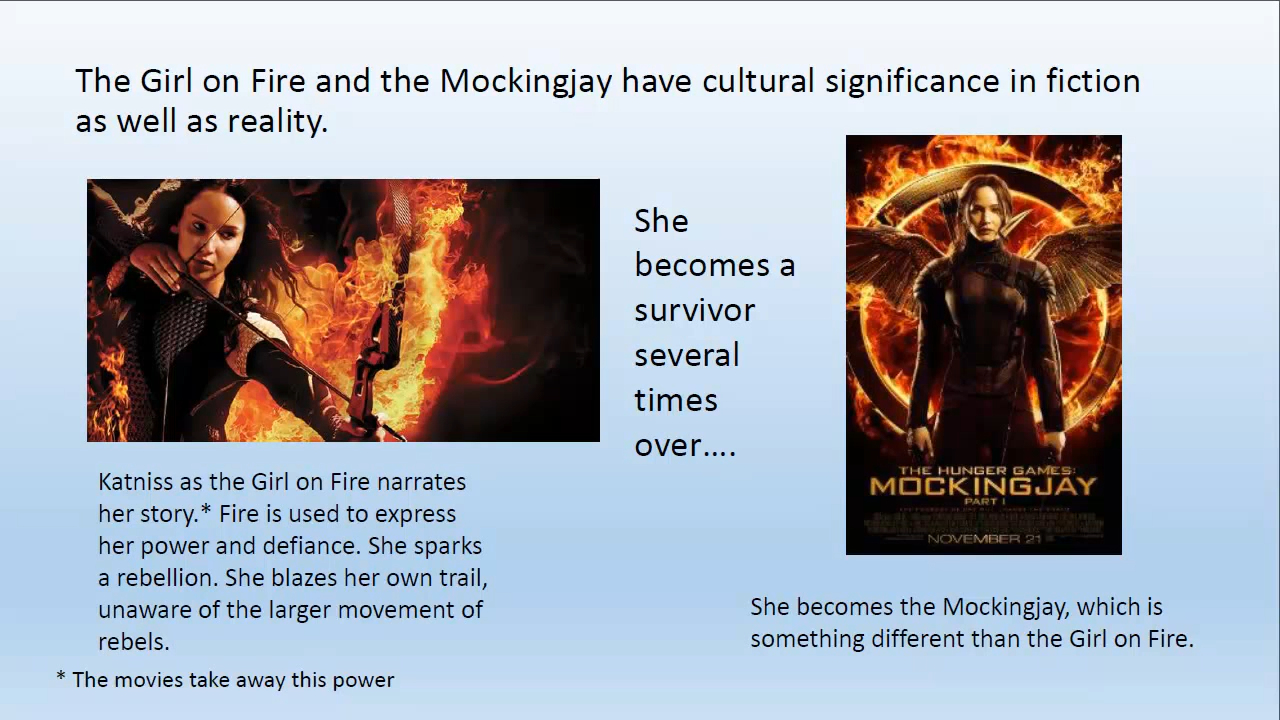 The Girl on Fire and the Mockingjay have cultural significance in fiction
as well as reality.
She
becomes a
survivor
several
times
over….
Katniss as the Girl on Fire narrates
her story.* Fire is used to express
her power and defiance. She sparks
a rebellion. She blazes her own trail,
unaware of the larger movement of
rebels.
* The movies take away this power
THE HUNGER GAMES:
MOCKINGJAY
PART 1
NOVEMBER 21
She becomes the Mockingjay, which is
something different than the Girl on Fire.